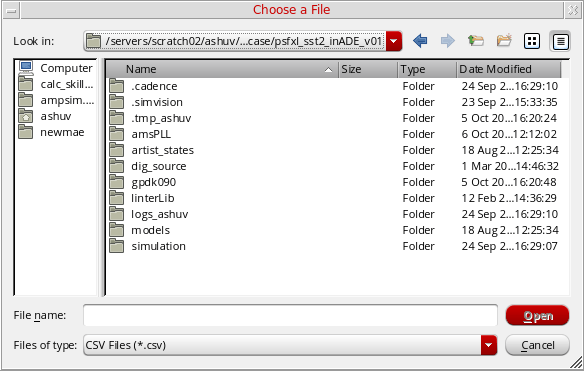 Choose a File
Look in: /servers/scratch02/ashuv/...case/psfxl_sst2_inADE_v01
Computer
calc_skill...
ampsim....
ashuv
newmae
Name Size Type Date Modified
.cadence Folder 24 Sep 2...16:29:10
.simvision Folder 23 Sep 2...15:33:35
.tmp_ashuv Folder 5 Oct 20...16:20:24
amsPLL Folder 6 Oct 20...12:12:02
artist_states Folder 18 Aug 2...12:25:34
dig_source Folder 1 Mar 20...14:46:32
gpdk090 Folder 5 Oct 20...16:20:48
linterLib Folder 12 Feb 2...14:36:29
logs_ashuv Folder 24 Sep 2...16:29:10
models Folder 18 Aug 2...12:25:34
simulation Folder 24 Sep 2...16:29:07
File name: Open
Files of type: CSV Files (*.csv) Cancel